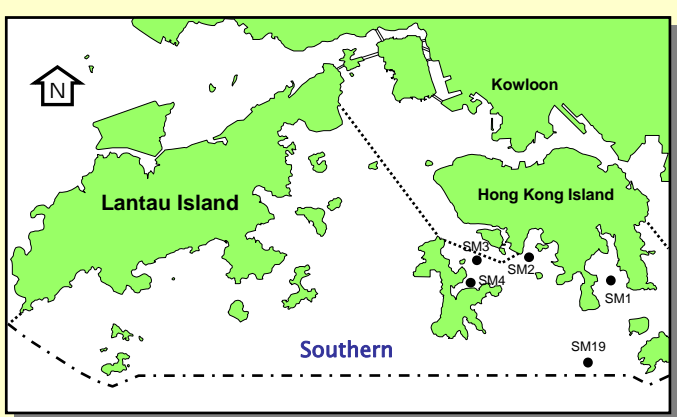 Kowloon
N
Lantau Island
Hong Kong Island
SM3
SM2
SM4
SM1
Southern
SM19